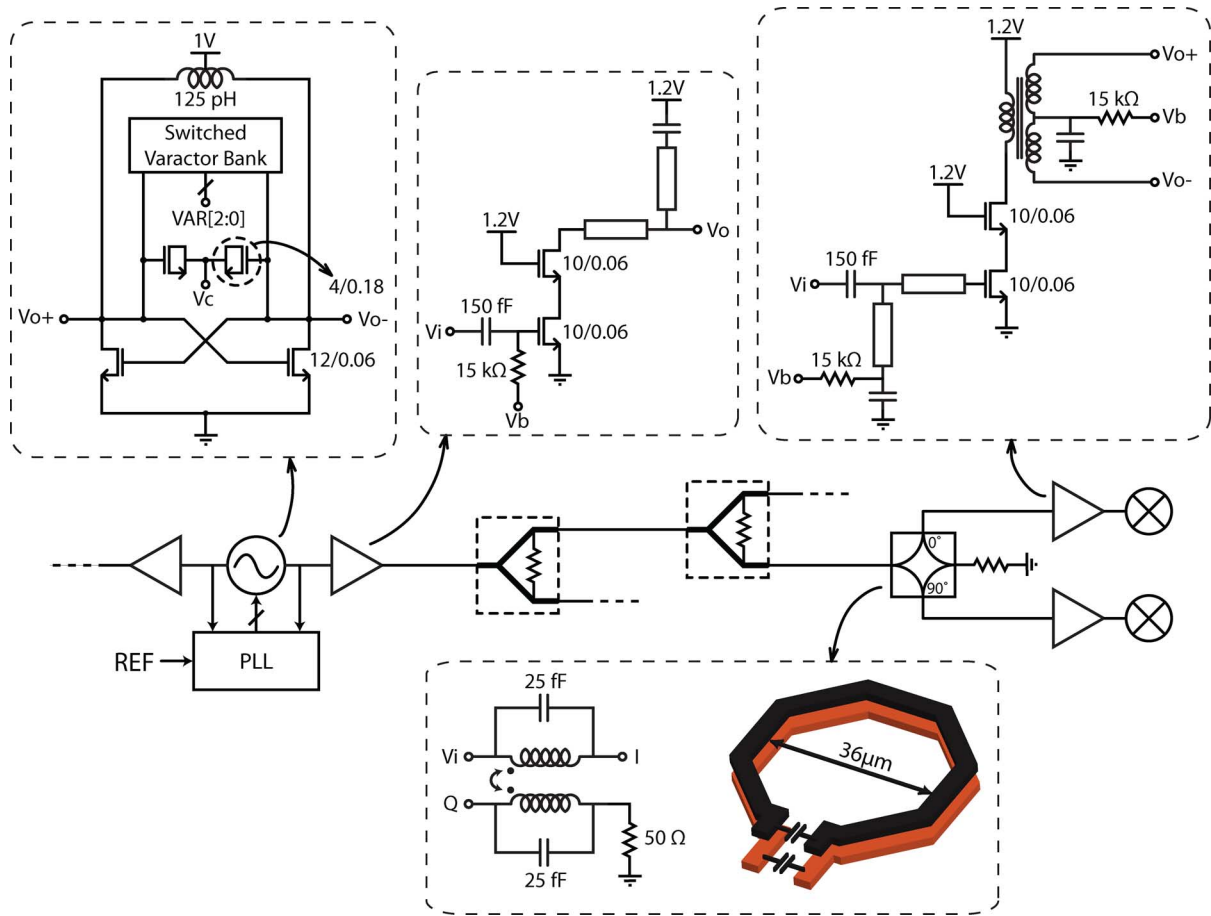 1V
125 pH
Switched
Varactor Bank
VAR[2:0]
Vc
4/0.18
Vo+
Vo-
12/0.06
1.2V
1.2V
Vo
10/0.06
150 fF
Vi
10/0.06
15 kΩ
Vb
1.2V
Vo+
15 kΩ
Vb
1.2V
Vo-
10/0.06
150 fF
Vi
10/0.06
15 kΩ
Vb
0°
90°
REF
PLL
25 fF
Vi
I
Q
50 Ω
25 fF
36μm